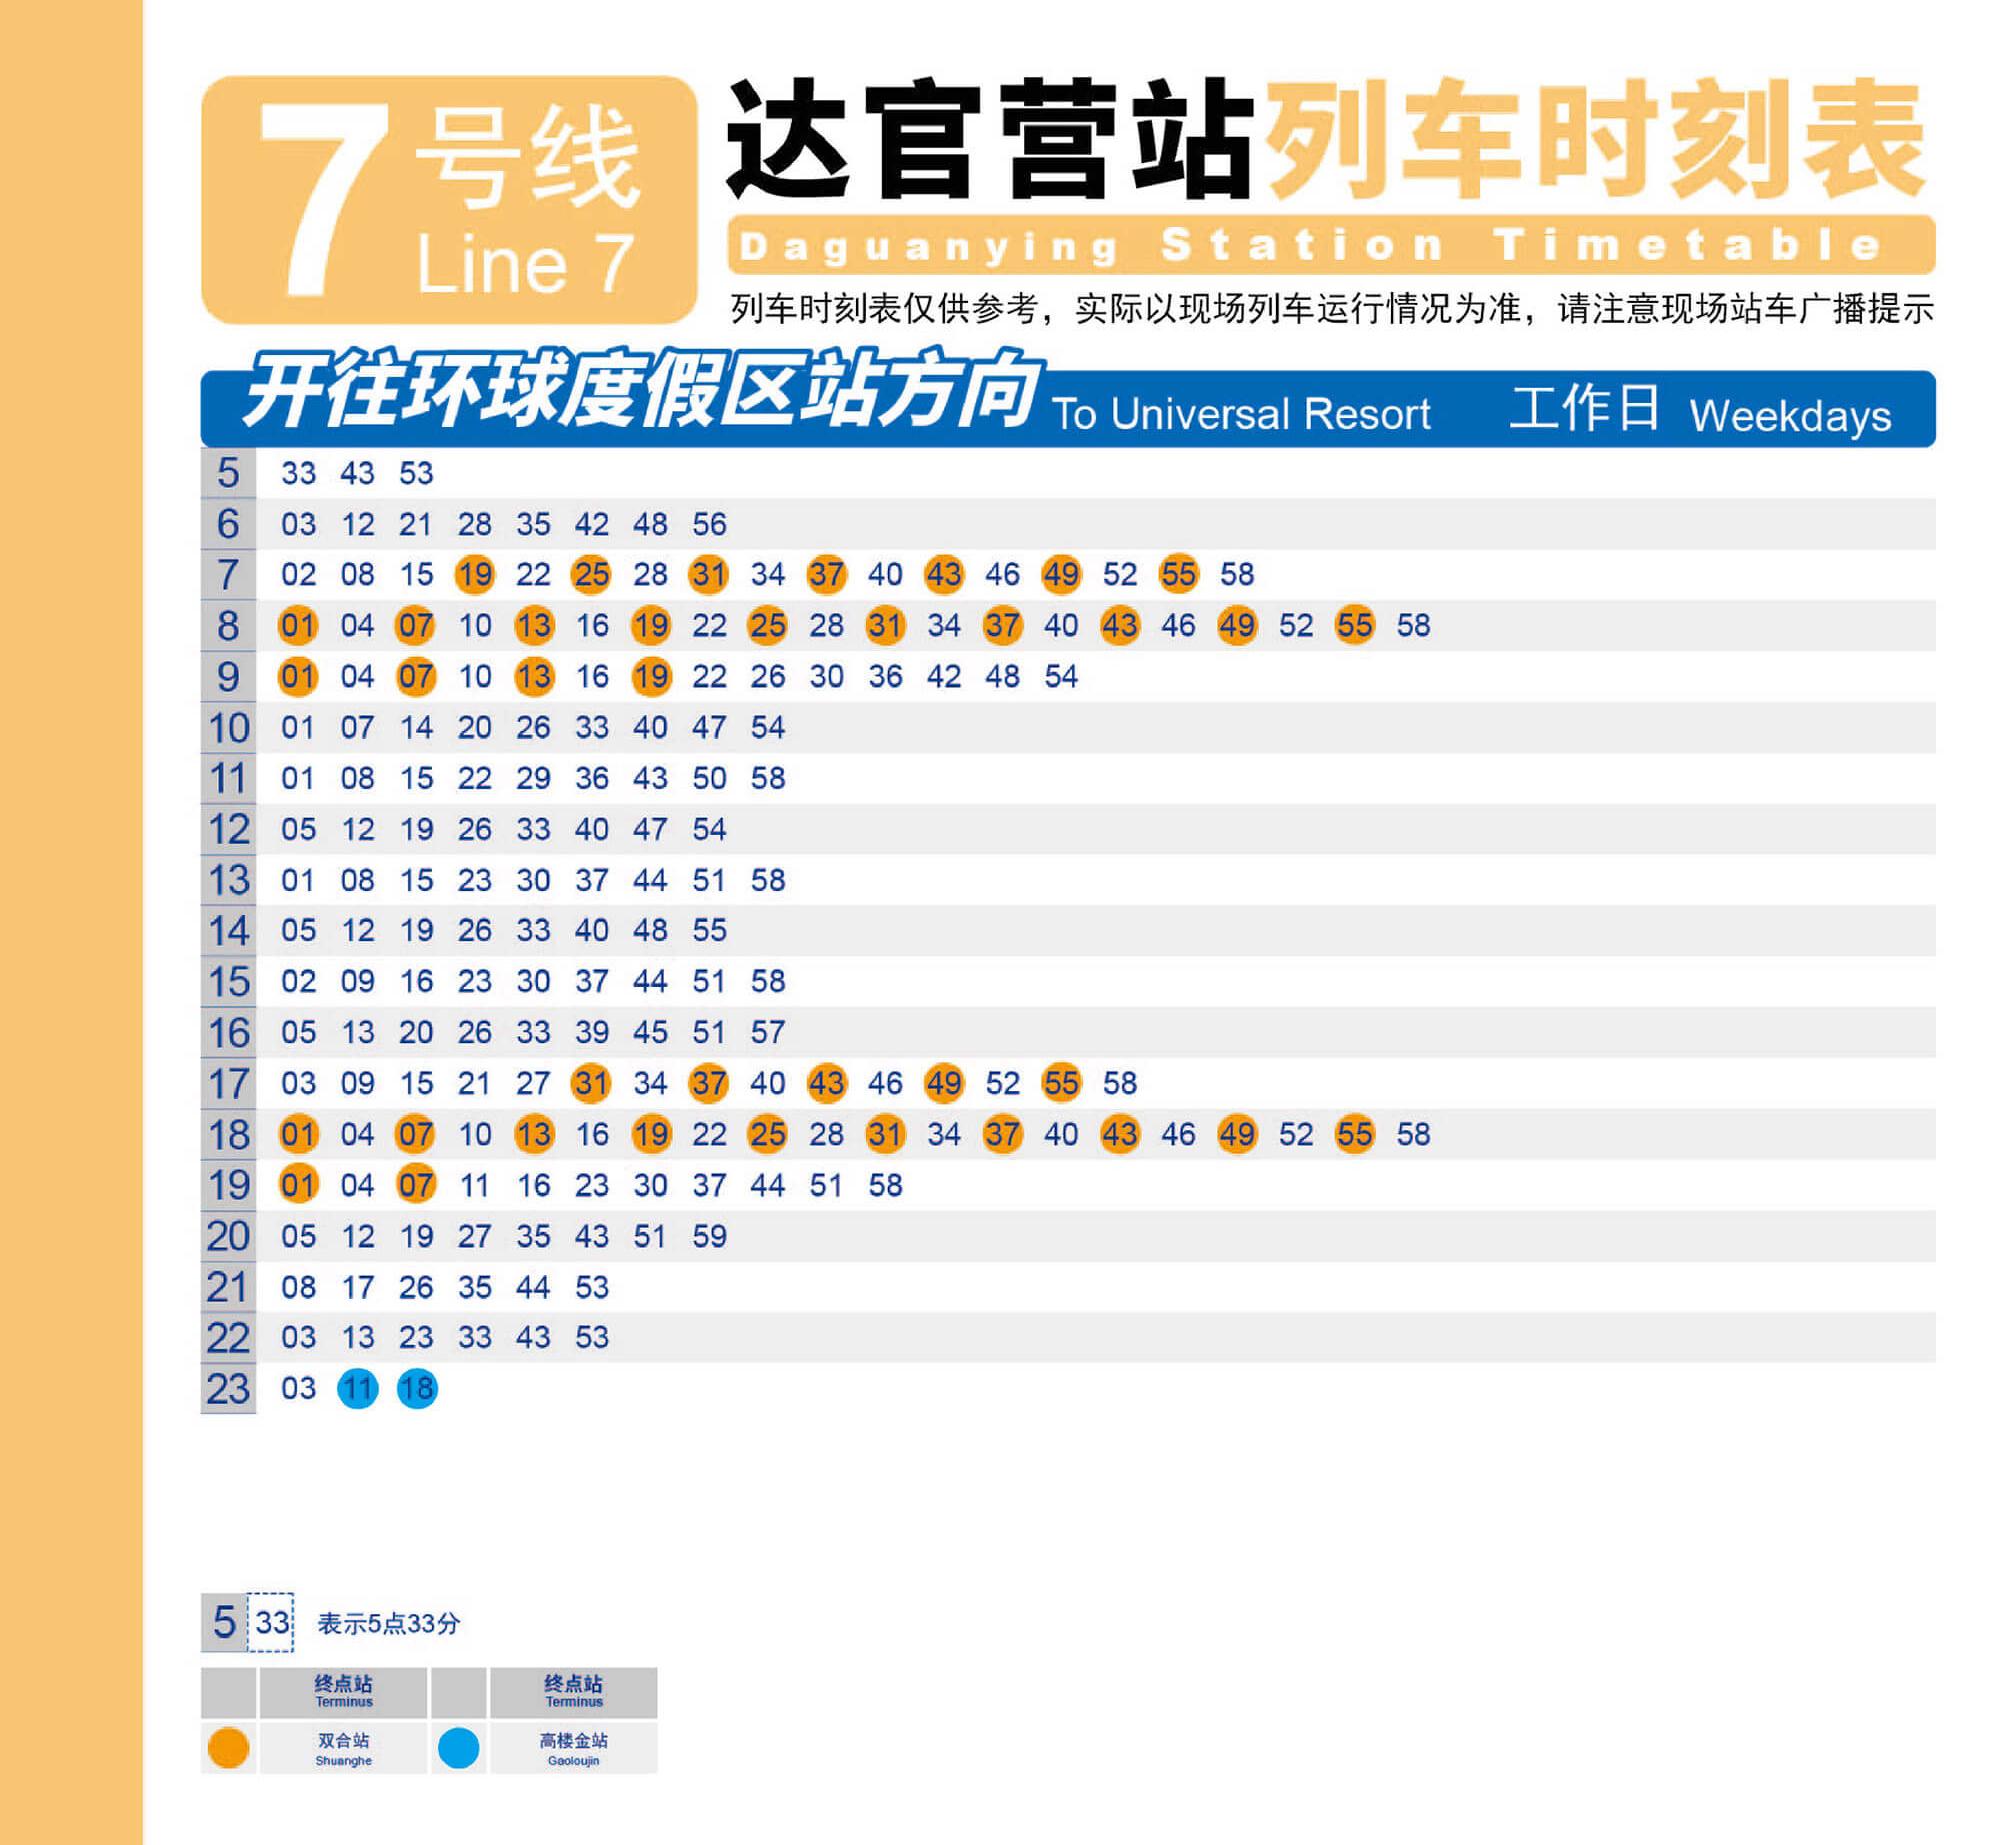 7号线
Line 7
达官营站列车时刻表
Daguanying Station Timetable
列车时刻表仅供参考，实际以现场列车运行情况为准，请注意现场站车广播提示
开往环球度假区站方向 To Universal Resort 工作日 Weekdays
5 33 43 53
6 03 12 21 28 35 42 48 56
7 02 08 15 19 22 25 28 31 34 37 40 43 46 49 52 55 58
8 01 04 07 10 13 16 19 22 25 28 31 34 37 40 43 46 49 52 55 58
9 01 04 07 10 13 16 19 22 26 30 36 42 48 54
10 01 07 14 20 26 33 40 47 54
11 01 08 15 22 29 36 43 50 58
12 05 12 19 26 33 40 47 54
13 01 08 15 23 30 37 44 51 58
14 05 12 19 26 33 40 48 55
15 02 09 16 23 30 37 44 51 58
16 05 13 20 26 33 39 45 51 57
17 03 09 15 21 27 31 34 37 40 43 46 49 52 55 58
18 01 04 07 10 13 16 19 22 25 28 31 34 37 40 43 46 49 52 55 58
19 01 04 07 11 16 23 30 37 44 51 58
20 05 12 19 27 35 43 51 59
21 08 17 26 35 44 53
22 03 13 23 33 43 53
23 03 11 18
5 33 表示5点33分
终点站 终点站
Terminus Terminus
双合站 高楼金站
Shuanghe Gaoloujin